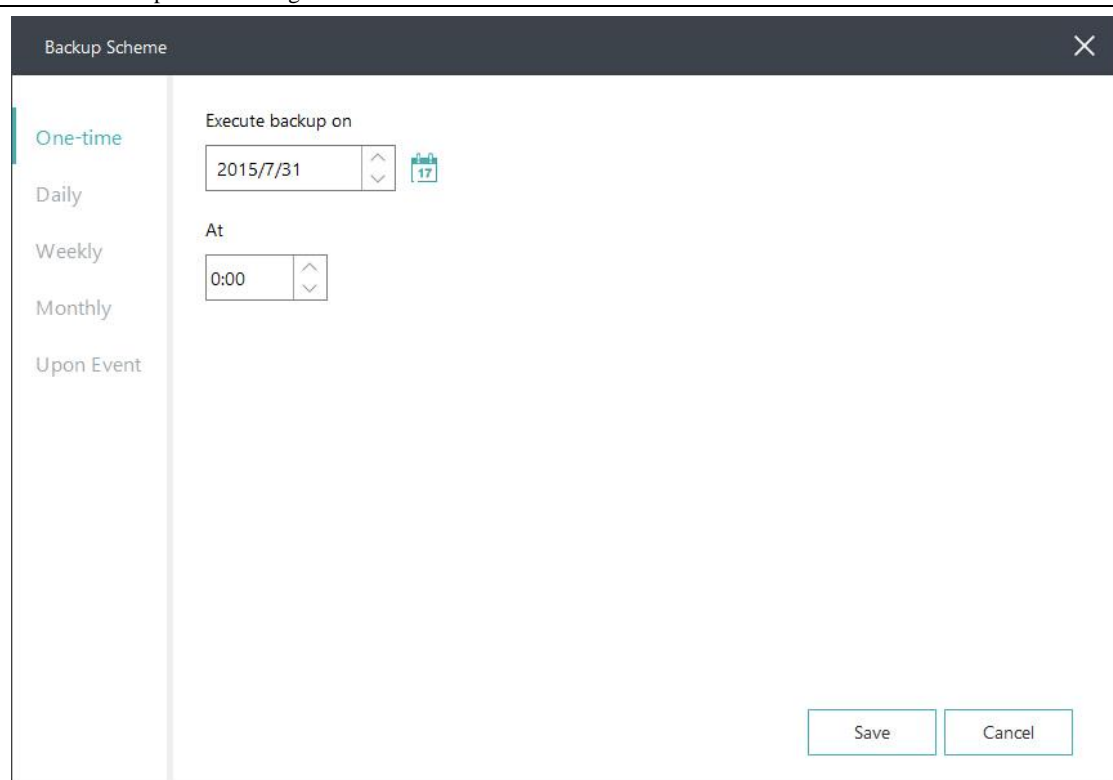 Backup Scheme
One-time
Daily
Weekly
Monthly
Upon Event
Execute backup on
2015/7/31
17
At
0:00
Save
Cancel